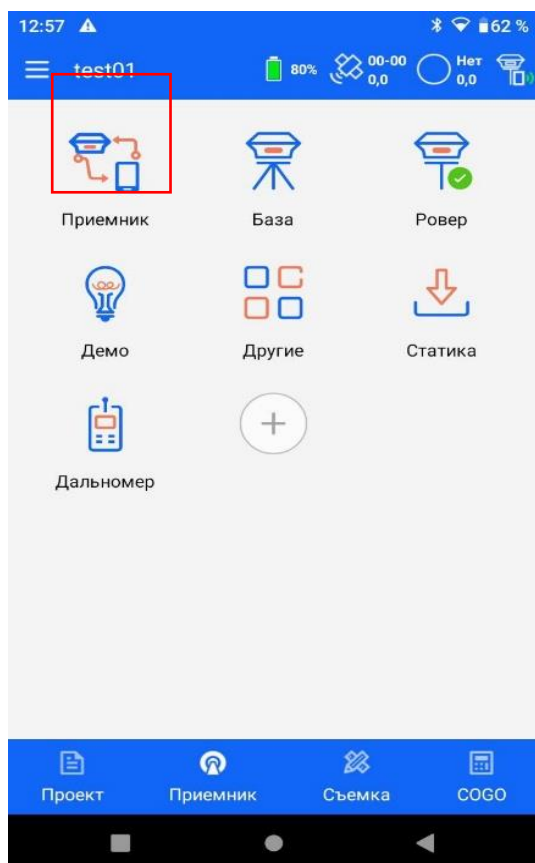 12:57 62 %
test01 80% 00-00 Нет
0,0 0,0
Приемник База Ровер
Демо Другие Статика
Дальномер
Проект Приемник Съемка COGO